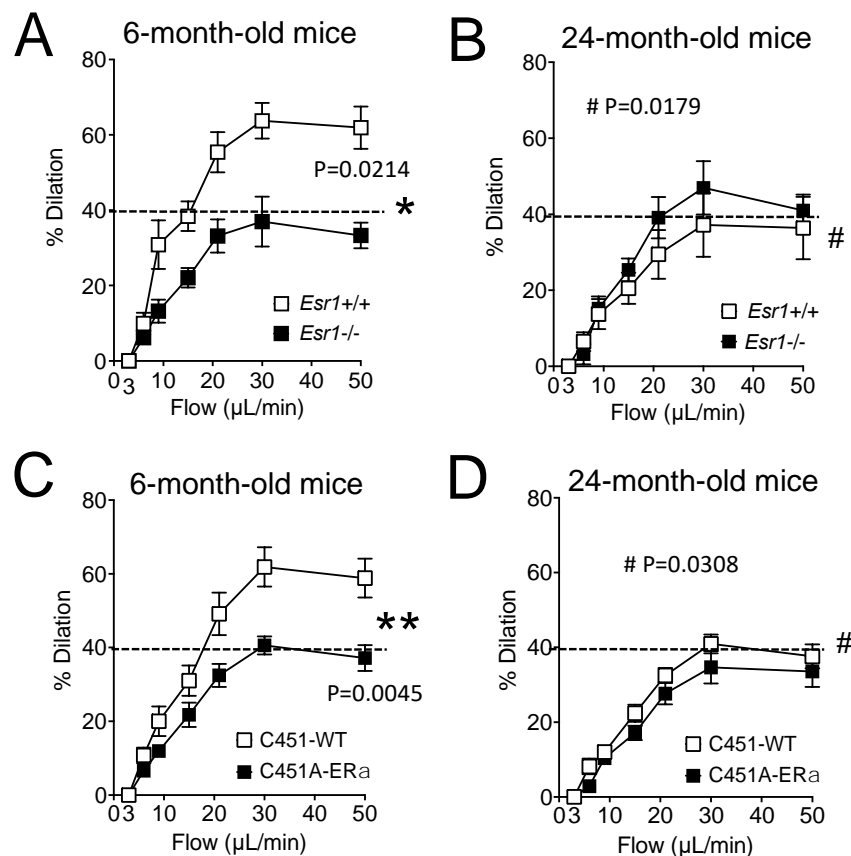 A
6-month-old mice
80
60
40
20
0
% Dilation
P=0.0214
*
Esr1+/+
Esr1-/-
0 3 10 20 30 40 50
Flow (µL/min)
B
24-month-old mice
80
60
40
20
0
% Dilation
# P=0.0179
#
Esr1+/+
Esr1-/-
0 3 10 20 30 40 50
Flow (µL/min)
C
6-month-old mice
80
60
40
20
0
% Dilation
**
P=0.0045
C451-WT
C451A-ERa
0 3 10 20 30 40 50
Flow (µL/min)
D
24-month-old mice
80
60
40
20
0
% Dilation
# P=0.0308
#
C451-WT
C451A-ERa
0 3 10 20 30 40 50
Flow (µL/min)